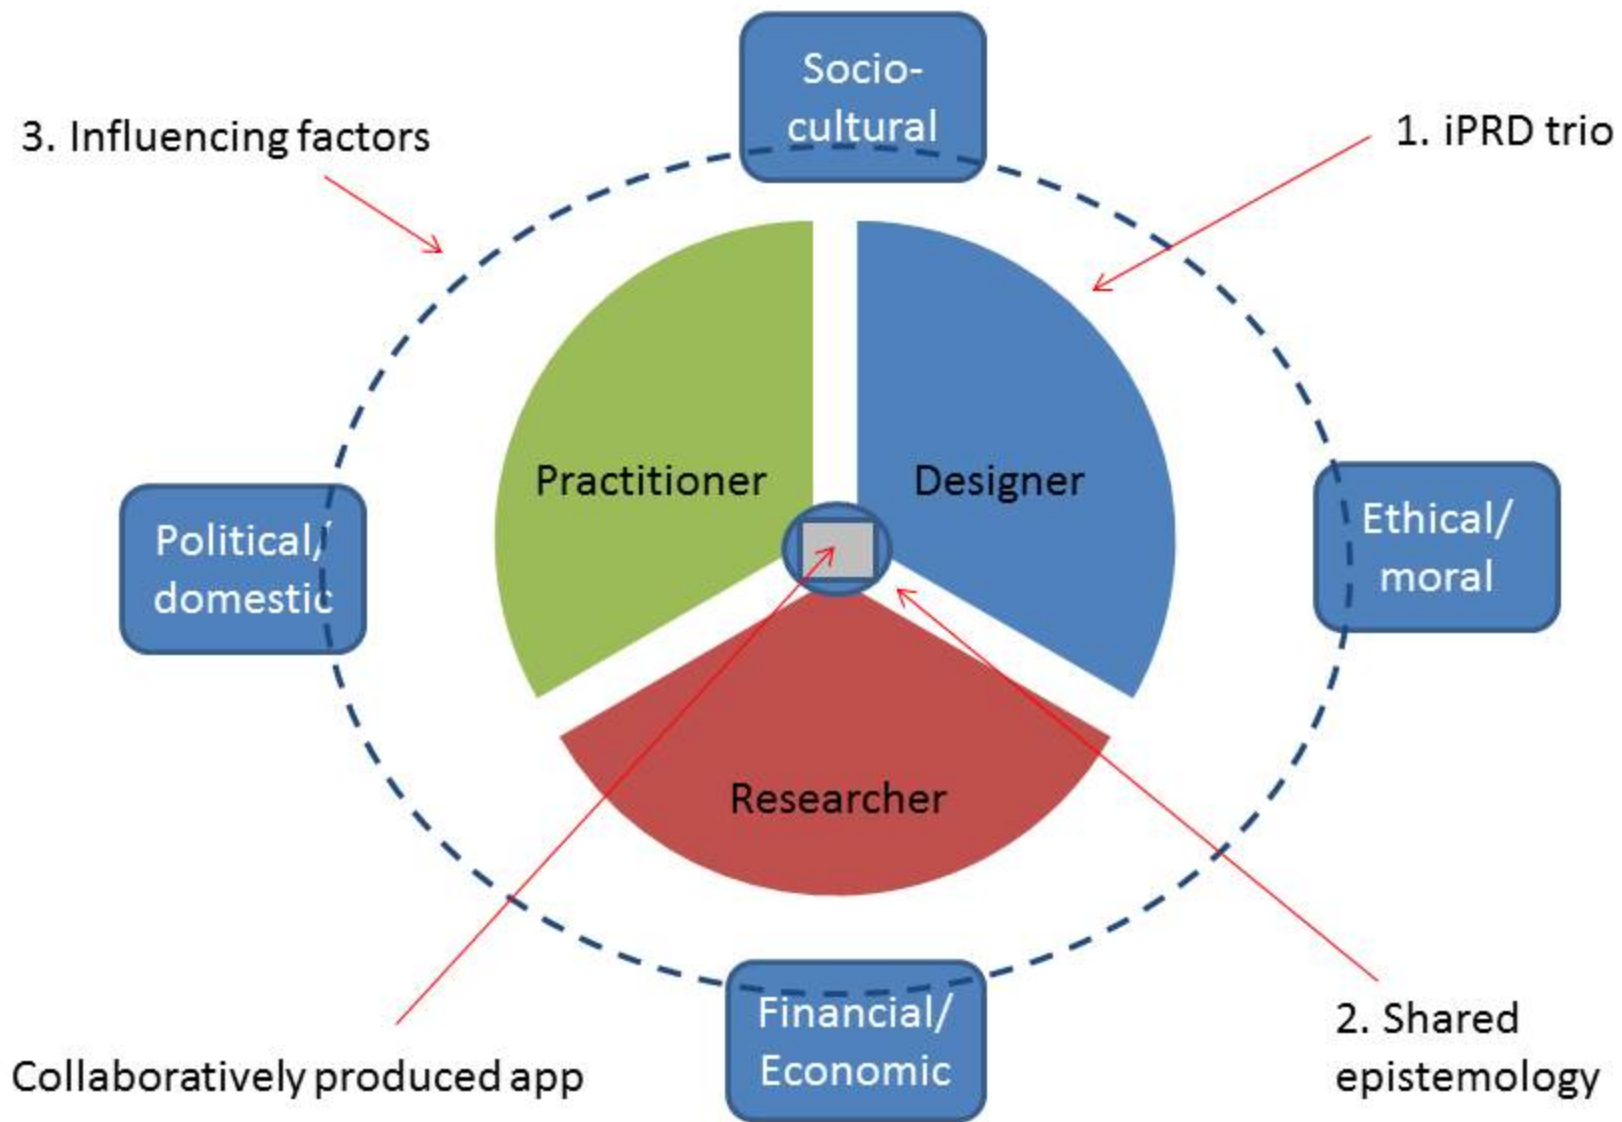 Socio-
cultural
3. Influencing factors
1. iPRD trio
Practitioner
Designer
Political/
domestic
Ethical/
moral
Researcher
Financial/
Economic
2. Shared
epistemology
Collaboratively produced app